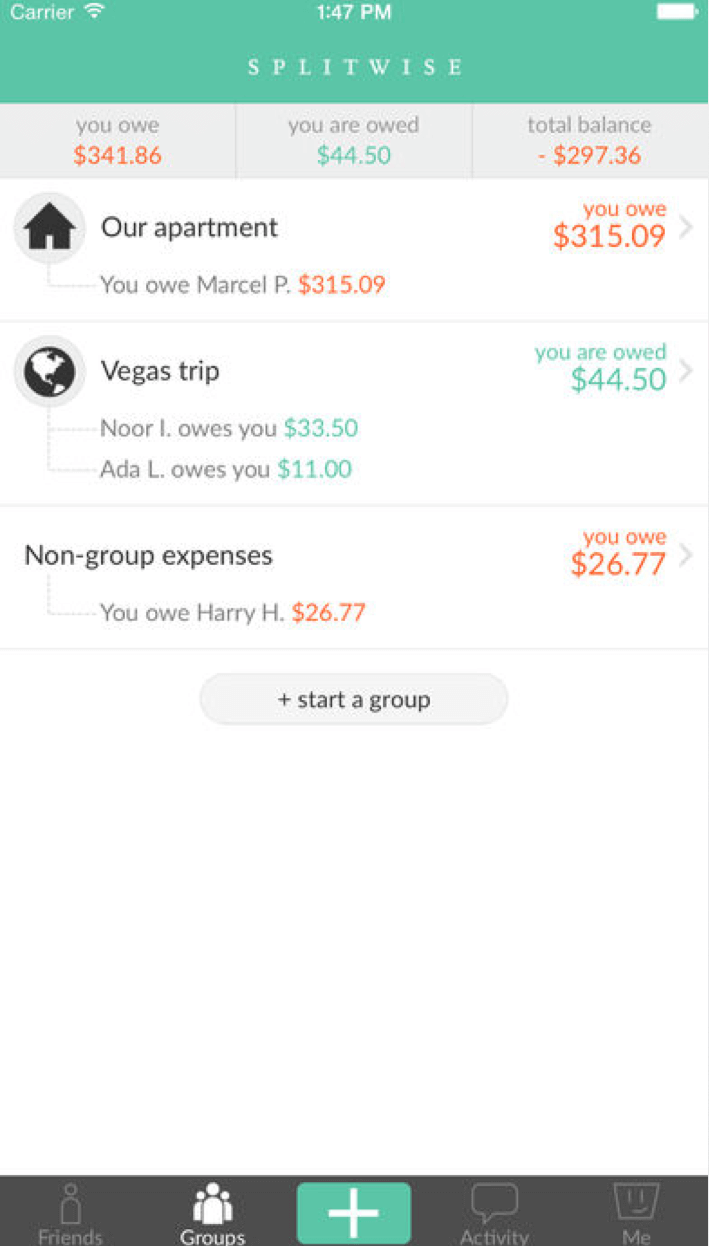 Carrier 1:47 PM
SPLITWISE
you owe you are owed total balance
$341.86 $44.50 - $297.36
Our apartment
you owe
$315.09
You owe Marcel P. $315.09
Vegas trip
you are owed
$44.50
Noor I. owes you $33.50
Ada L. owes you $11.00
Non-group expenses
you owe
$26.77
You owe Harry H. $26.77
+ start a group
Friends Groups Activity Me